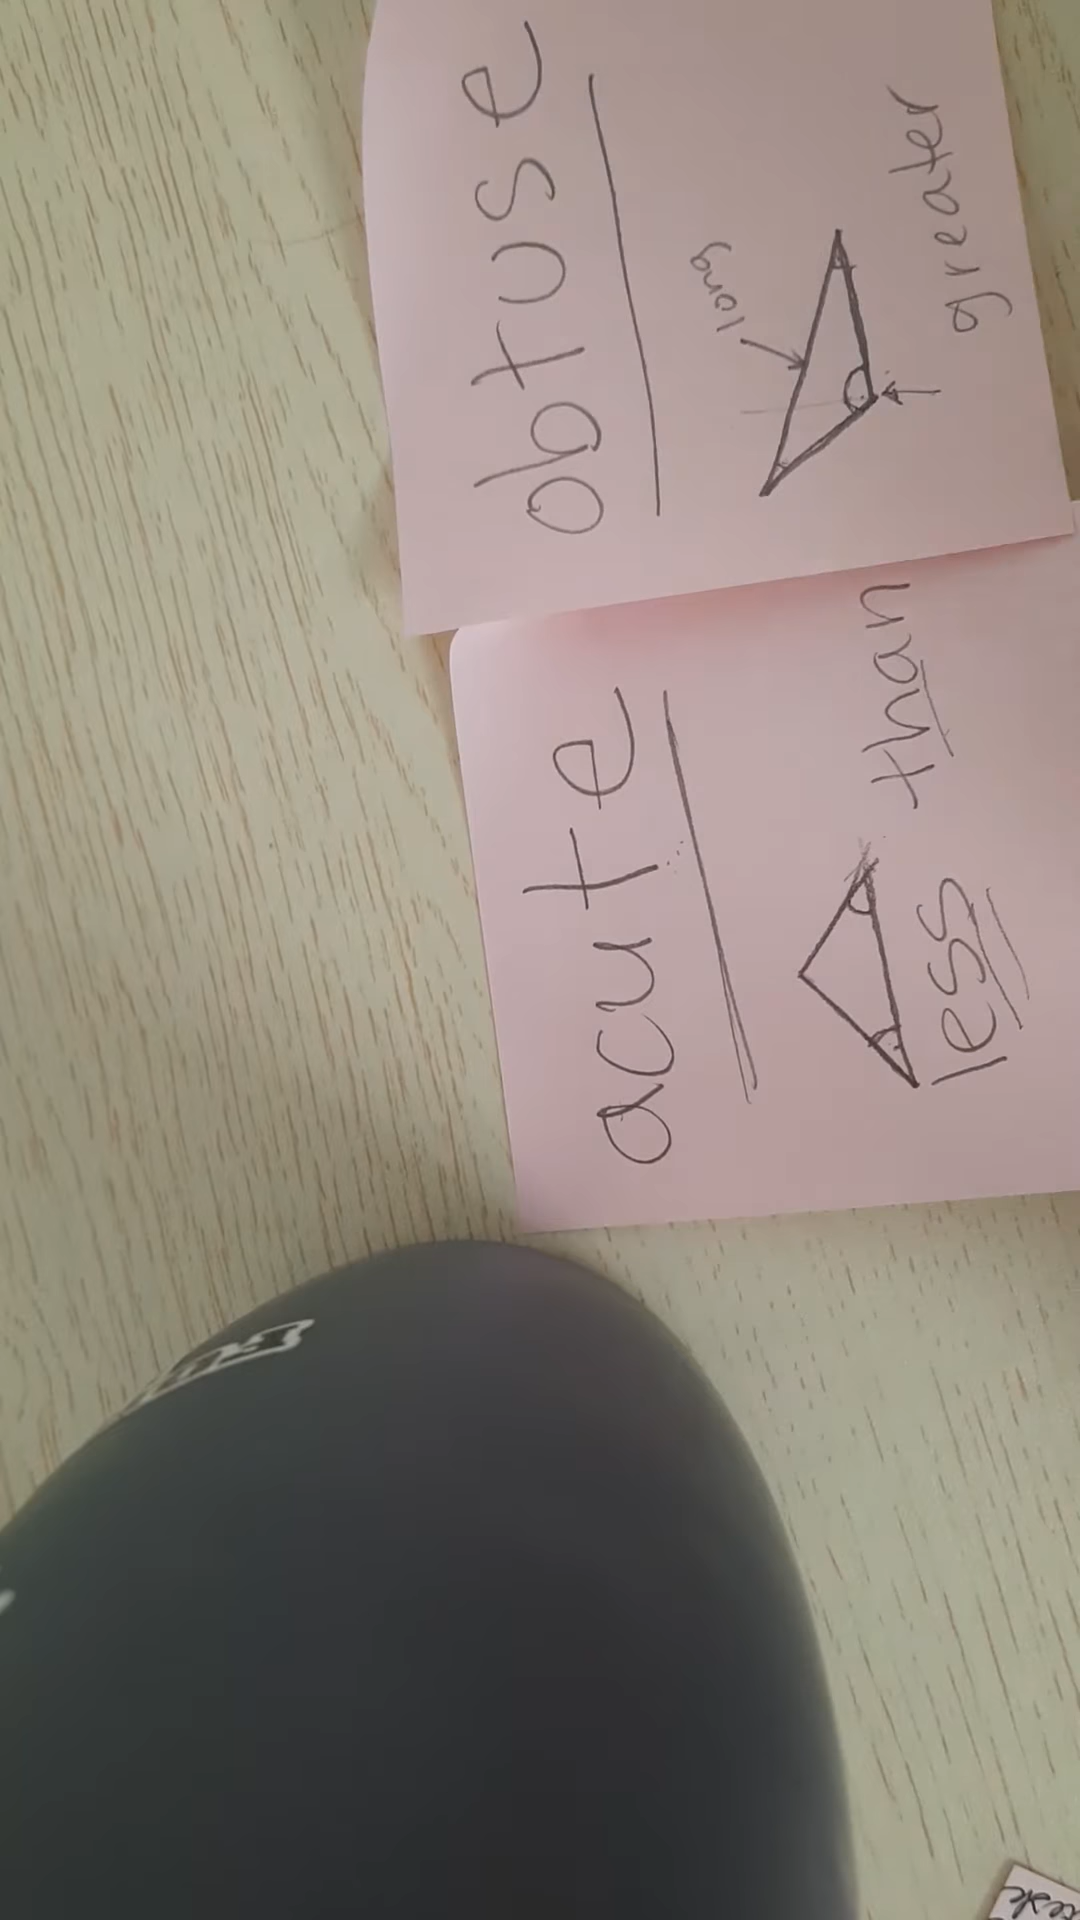 acute
less than
obtuse
long
greater